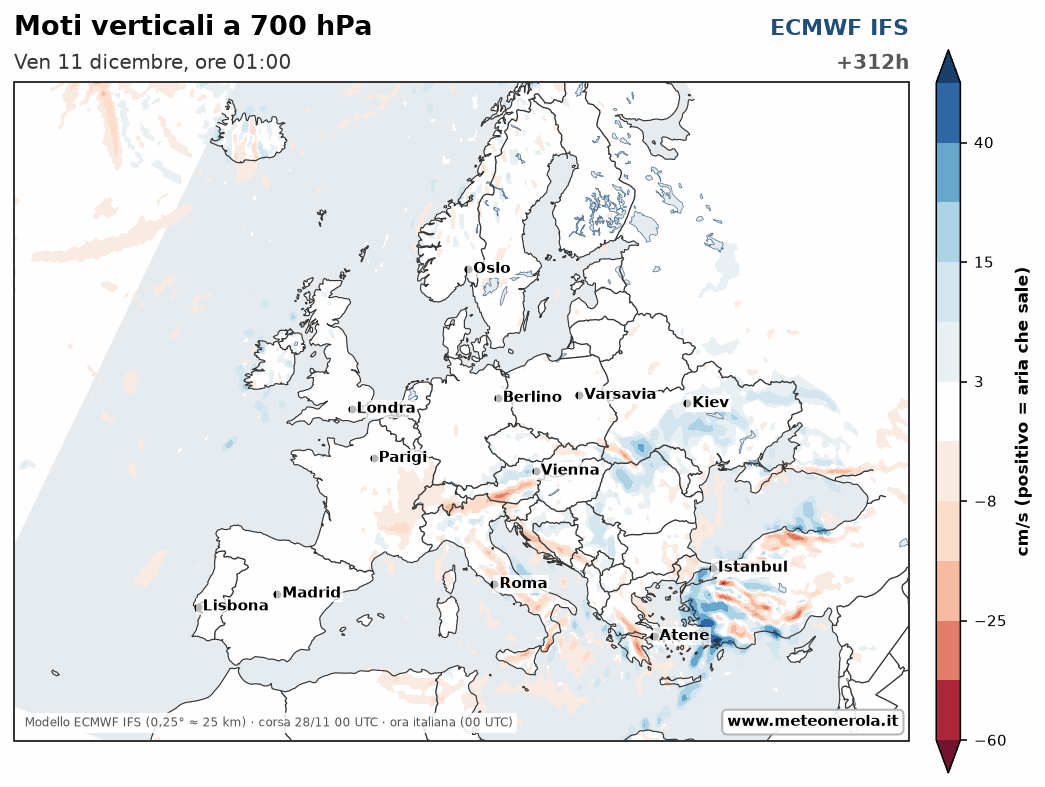 Moti verticali a 700 hPa
ECMWF IFS
Ven 11 dicembre, ore 01:00
+312h
40
15
3
−8
−25
−60
cm/s (positivo = aria che sale)
Oslo
Berlino
Varsavia
Kiev
Londra
Parigi
Vienna
Istanbul
Roma
Madrid
Lisbona
Atene
Modello ECMWF IFS (0,25° ≈ 25 km) · corsa 28/11 00 UTC · ora italiana (00 UTC)
www.meteonerola.it